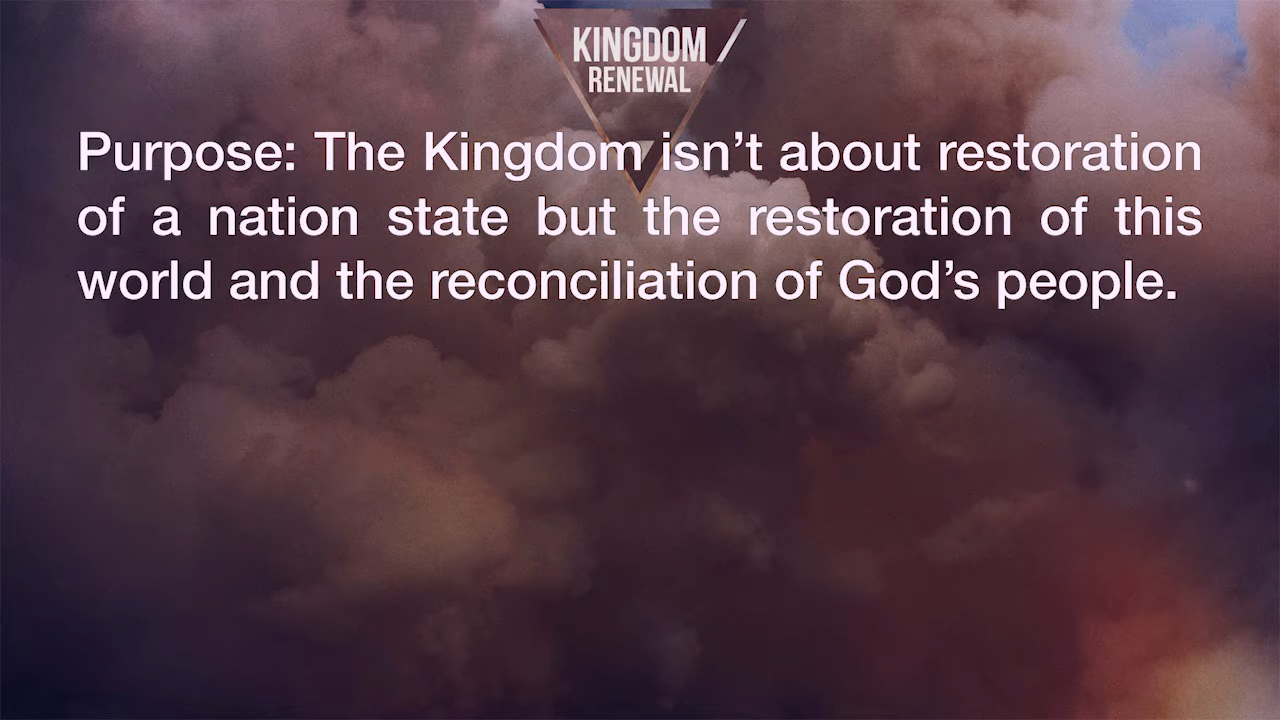 KINGDOM
RENEWAL
Purpose: The Kingdom isn’t about restoration
of a nation state but the restoration of this
world and the reconciliation of God’s people.